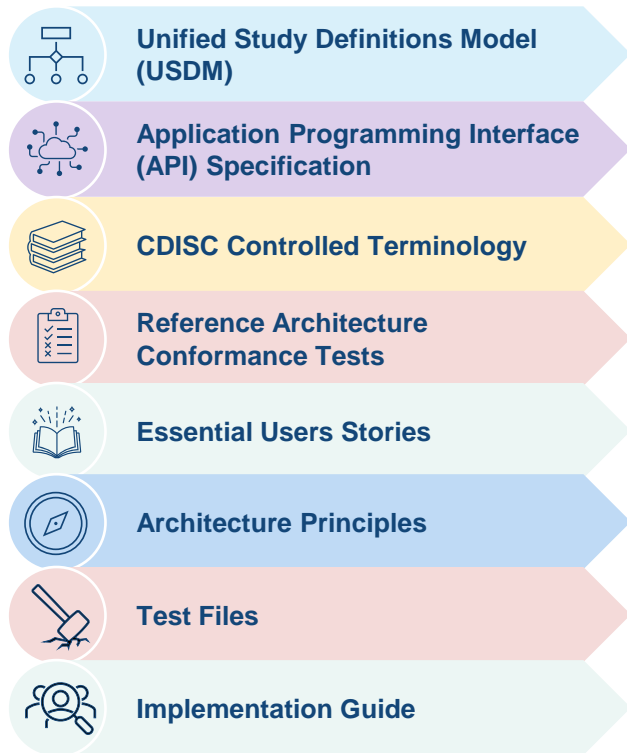 Unified Study Definitions Model
(USDM)
Application Programming Interface
(API) Specification
CDISC Controlled Terminology
Reference Architecture
Conformance Tests
Essential Users Stories
Architecture Principles
Test Files
Implementation Guide